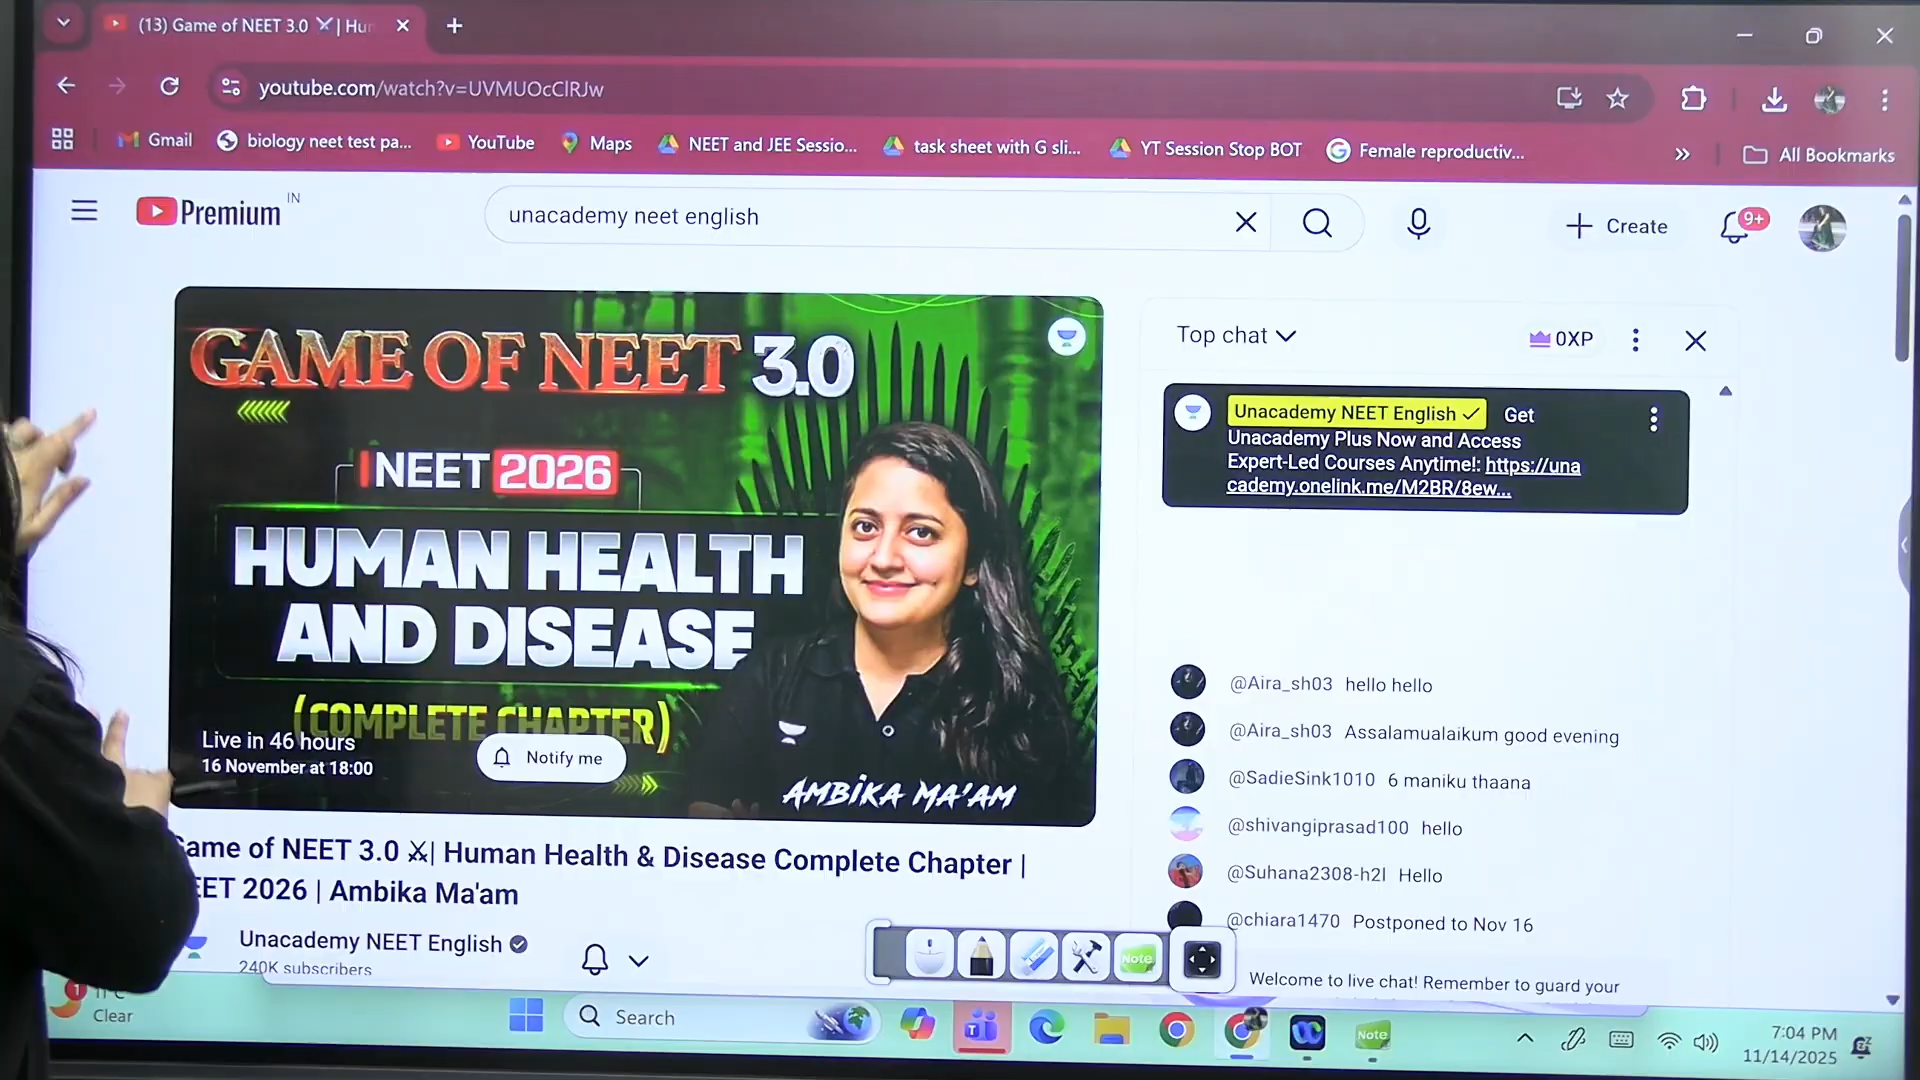 (13) Game of NEET 3.0 ⚔| Hur
youtube.com/watch?v=UVMUOcClRJw
Gmail
biology neet test pa...
YouTube
Maps
NEET and JEE Sessio...
task sheet with G sli...
YT Session Stop BOT
Female reproductiv...
All Bookmarks
Premium IN
unacademy neet english
Create
9+
GAME OF NEET 3.0
NEET 2026
HUMAN HEALTH
AND DISEASE
(COMPLETE CHAPTER)
Live in 46 hours
16 November at 18:00
Notify me
AMBIKA MA'AM
Top chat
0XP
Unacademy NEET English ✓ Get
Unacademy Plus Now and Access
Expert-Led Courses Anytime!: https://una
cademy.onelink.me/M2BR/8ew...
@Aira_sh03 hello hello
@Aira_sh03 Assalamualaikum good evening
@SadieSink1010 6 maniku thaana
@shivangiprasad100 hello
@Suhana2308-h2l Hello
@chiara1470 Postponed to Nov 16
Welcome to live chat! Remember to guard your
Game of NEET 3.0 ⚔| Human Health & Disease Complete Chapter |
EET 2026 | Ambika Ma'am
Unacademy NEET English
240K subscribers
Note
1
Clear
Search
Note
7:04 PM
11/14/2025